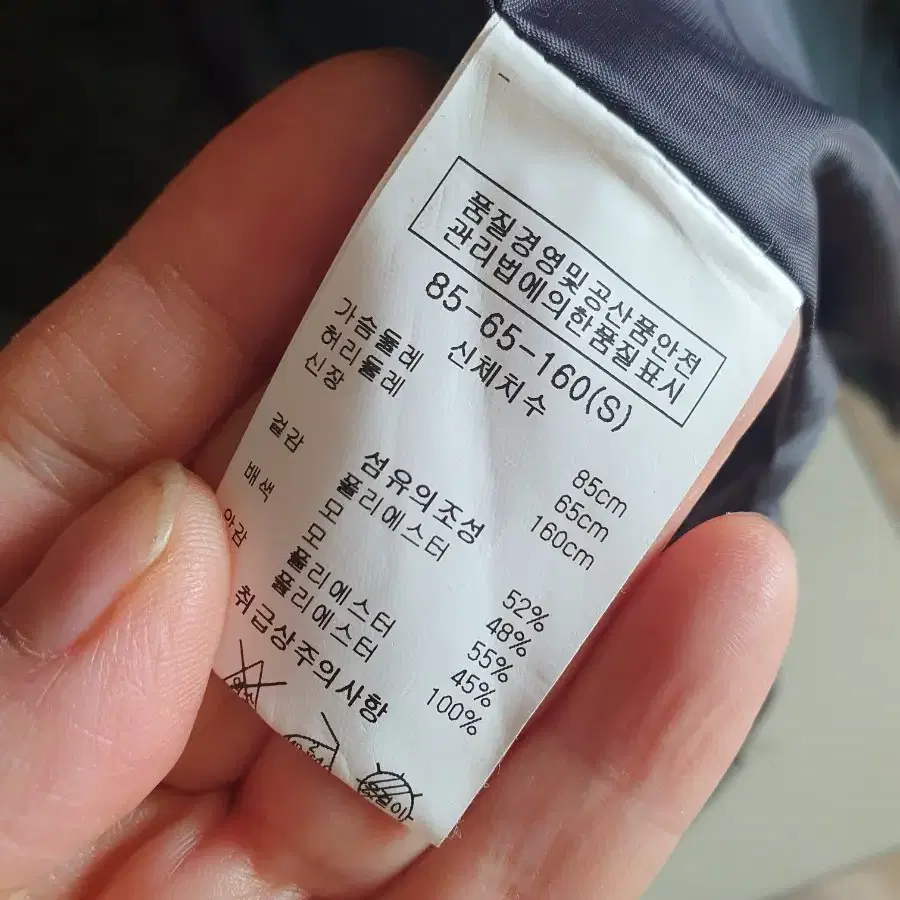 품질경영및공산품안전
관리법에의한품질표시
85-65-160(S)
신체치수
가슴둘레 85cm
허리둘레 65cm
신장 160cm
섬유의조성
겉감 폴리에스터 52%
모 48%
배색 모 55%
폴리에스터 45%
안감 폴리에스터 100%
취급상주의사항